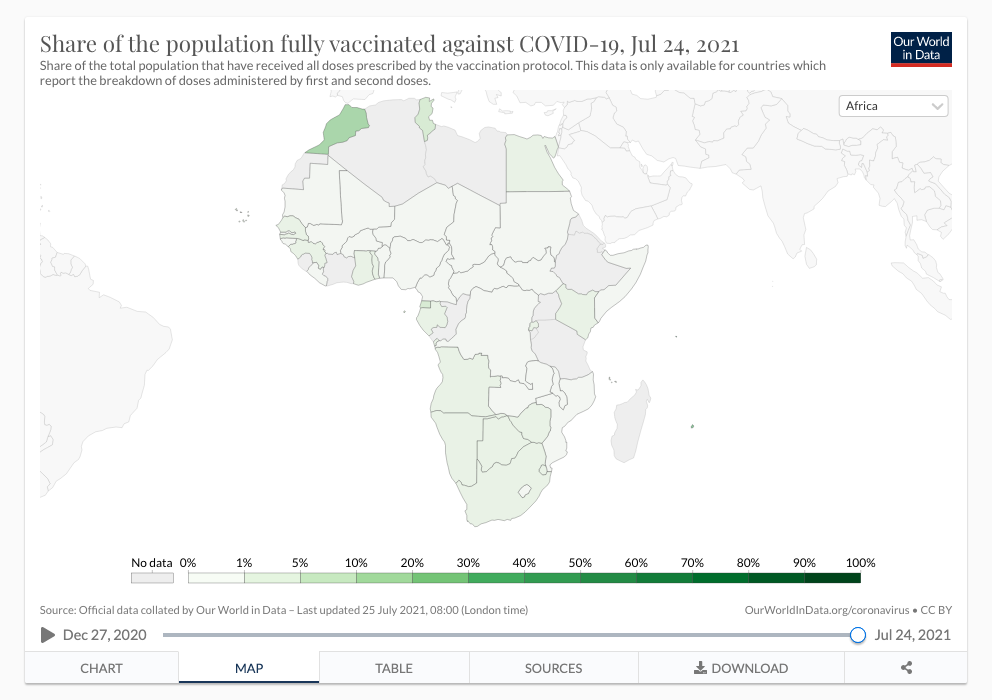 Share of the population fully vaccinated against COVID-19, Jul 24, 2021
Our World
in Data
Share of the total population that have received all doses prescribed by the vaccination protocol. This data is only available for countries which
report the breakdown of doses administered by first and second doses.
Africa
No data 0% 1% 5% 10% 20% 30% 40% 50% 60% 70% 80% 90% 100%
Source: Official data collated by Our World in Data – Last updated 25 July 2021, 08:00 (London time)
OurWorldInData.org/coronavirus • CC BY
Dec 27, 2020
Jul 24, 2021
CHART MAP TABLE SOURCES DOWNLOAD